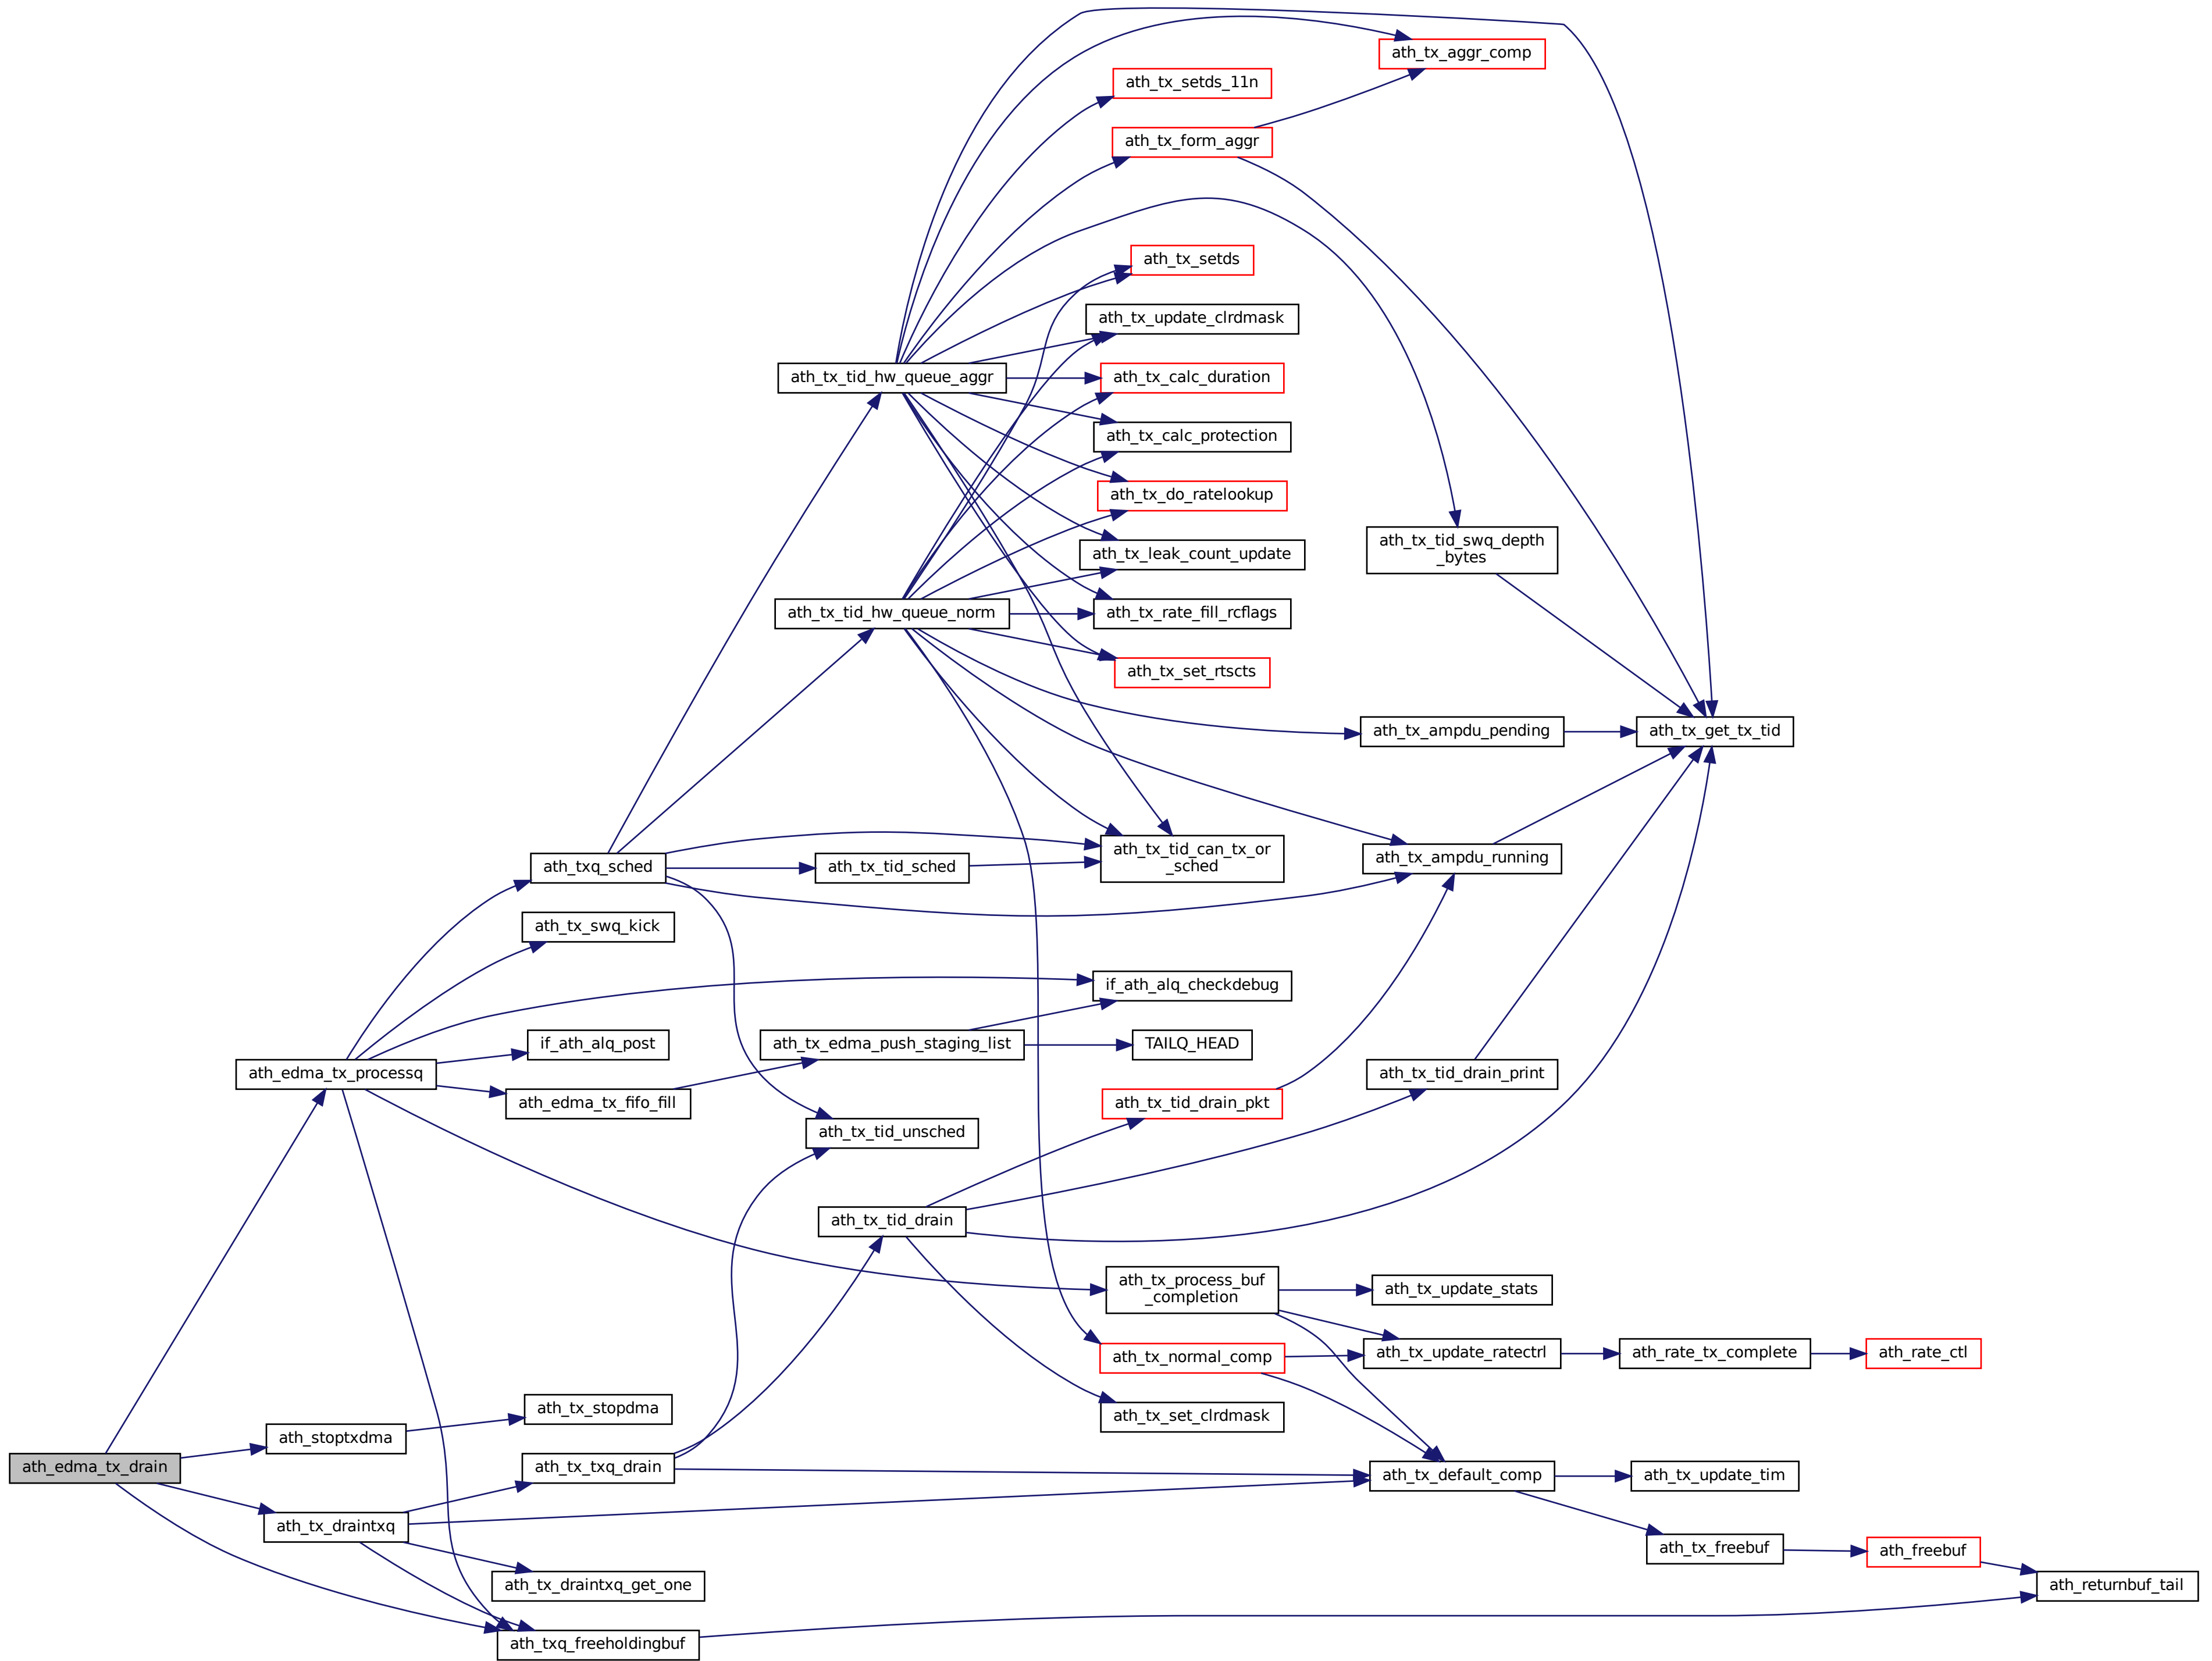 ath_tx_aggr_comp
ath_tx_setds_11n
ath_tx_form_aggr
ath_tx_setds
ath_tx_update_clrdmask
ath_tx_tid_hw_queue_aggr
ath_tx_calc_duration
ath_tx_calc_protection
ath_tx_do_ratelookup
ath_tx_tid_swq_depth
_bytes
ath_tx_leak_count_update
ath_tx_tid_hw_queue_norm
ath_tx_rate_fill_rcflags
ath_tx_set_rtscts
ath_tx_ampdu_pending
ath_tx_get_tx_tid
ath_txq_sched
ath_tx_tid_sched
ath_tx_tid_can_tx_or
_sched
ath_tx_ampdu_running
ath_tx_swq_kick
if_ath_alq_checkdebug
if_ath_alq_post
ath_tx_edma_push_staging_list
TAILQ_HEAD
ath_edma_tx_processq
ath_tx_tid_drain_print
ath_edma_tx_fifo_fill
ath_tx_tid_drain_pkt
ath_tx_tid_unsched
ath_tx_tid_drain
ath_tx_process_buf
_completion
ath_tx_update_stats
ath_tx_normal_comp
ath_tx_update_ratectrl
ath_rate_tx_complete
ath_rate_ctl
ath_tx_stopdma
ath_tx_set_clrdmask
ath_stoptxdma
ath_edma_tx_drain
ath_tx_txq_drain
ath_tx_default_comp
ath_tx_update_tim
ath_tx_draintxq
ath_tx_freebuf
ath_freebuf
ath_tx_draintxq_get_one
ath_returnbuf_tail
ath_txq_freeholdingbuf